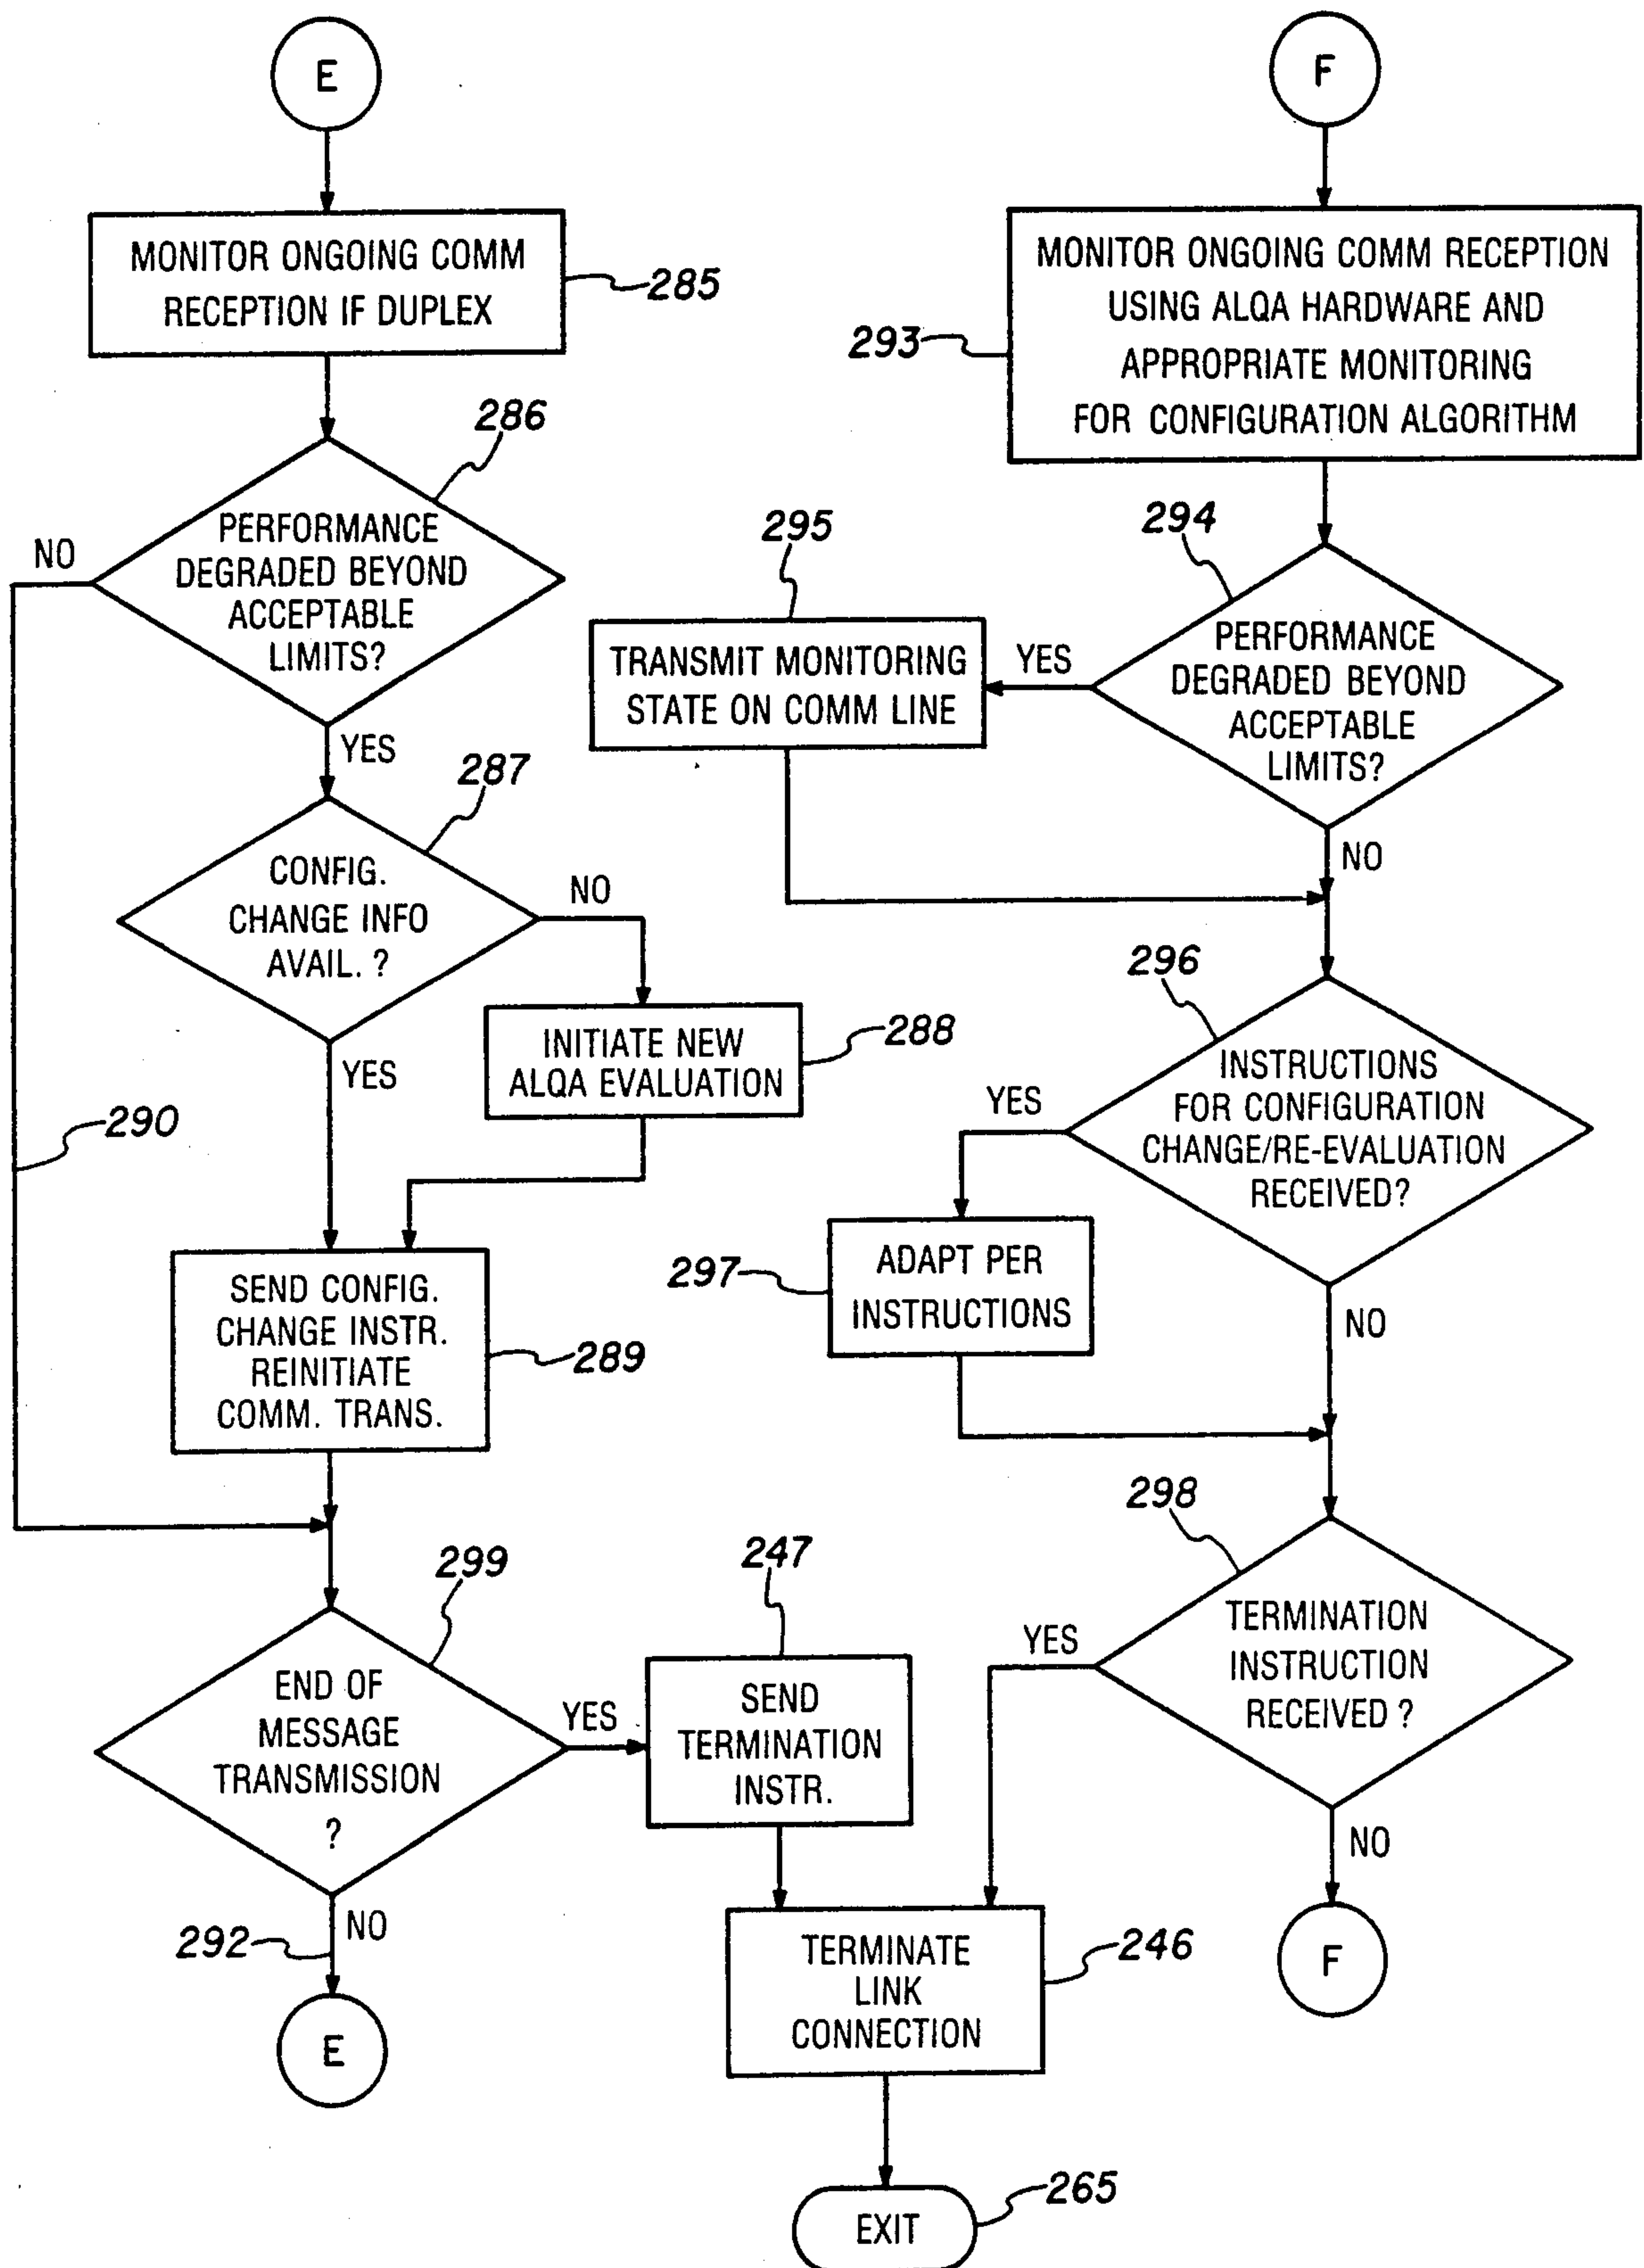 E
MONITOR ONGOING COMM
RECEPTION IF DUPLEX
285
286
PERFORMANCE
DEGRADED BEYOND
ACCEPTABLE
LIMITS?
NO
YES
287
CONFIG.
CHANGE INFO
AVAIL. ?
NO
YES
INITIATE NEW
ALQA EVALUATION
288
290
SEND CONFIG.
CHANGE INSTR.
REINITIATE
COMM. TRANS.
289
299
END OF
MESSAGE
TRANSMISSION
?
YES
247
SEND
TERMINATION
INSTR.
292
NO
E
F
MONITOR ONGOING COMM RECEPTION
USING ALQA HARDWARE AND
APPROPRIATE MONITORING
FOR CONFIGURATION ALGORITHM
293
294
PERFORMANCE
DEGRADED BEYOND
ACCEPTABLE
LIMITS?
YES
295
TRANSMIT MONITORING
STATE ON COMM LINE
NO
296
INSTRUCTIONS
FOR CONFIGURATION
CHANGE/RE-EVALUATION
RECEIVED?
YES
297
ADAPT PER
INSTRUCTIONS
NO
298
TERMINATION
INSTRUCTION
RECEIVED ?
YES
NO
F
TERMINATE
LINK
CONNECTION
246
EXIT
265